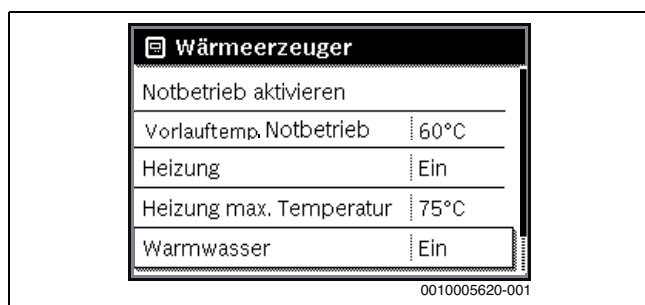 Wärmeerzeuger
Notbetrieb aktivieren
Vorlauftemp. Notbetrieb 60°C
Heizung Ein
Heizung max. Temperatur 75°C
Warmwasser Ein
0010005620-001